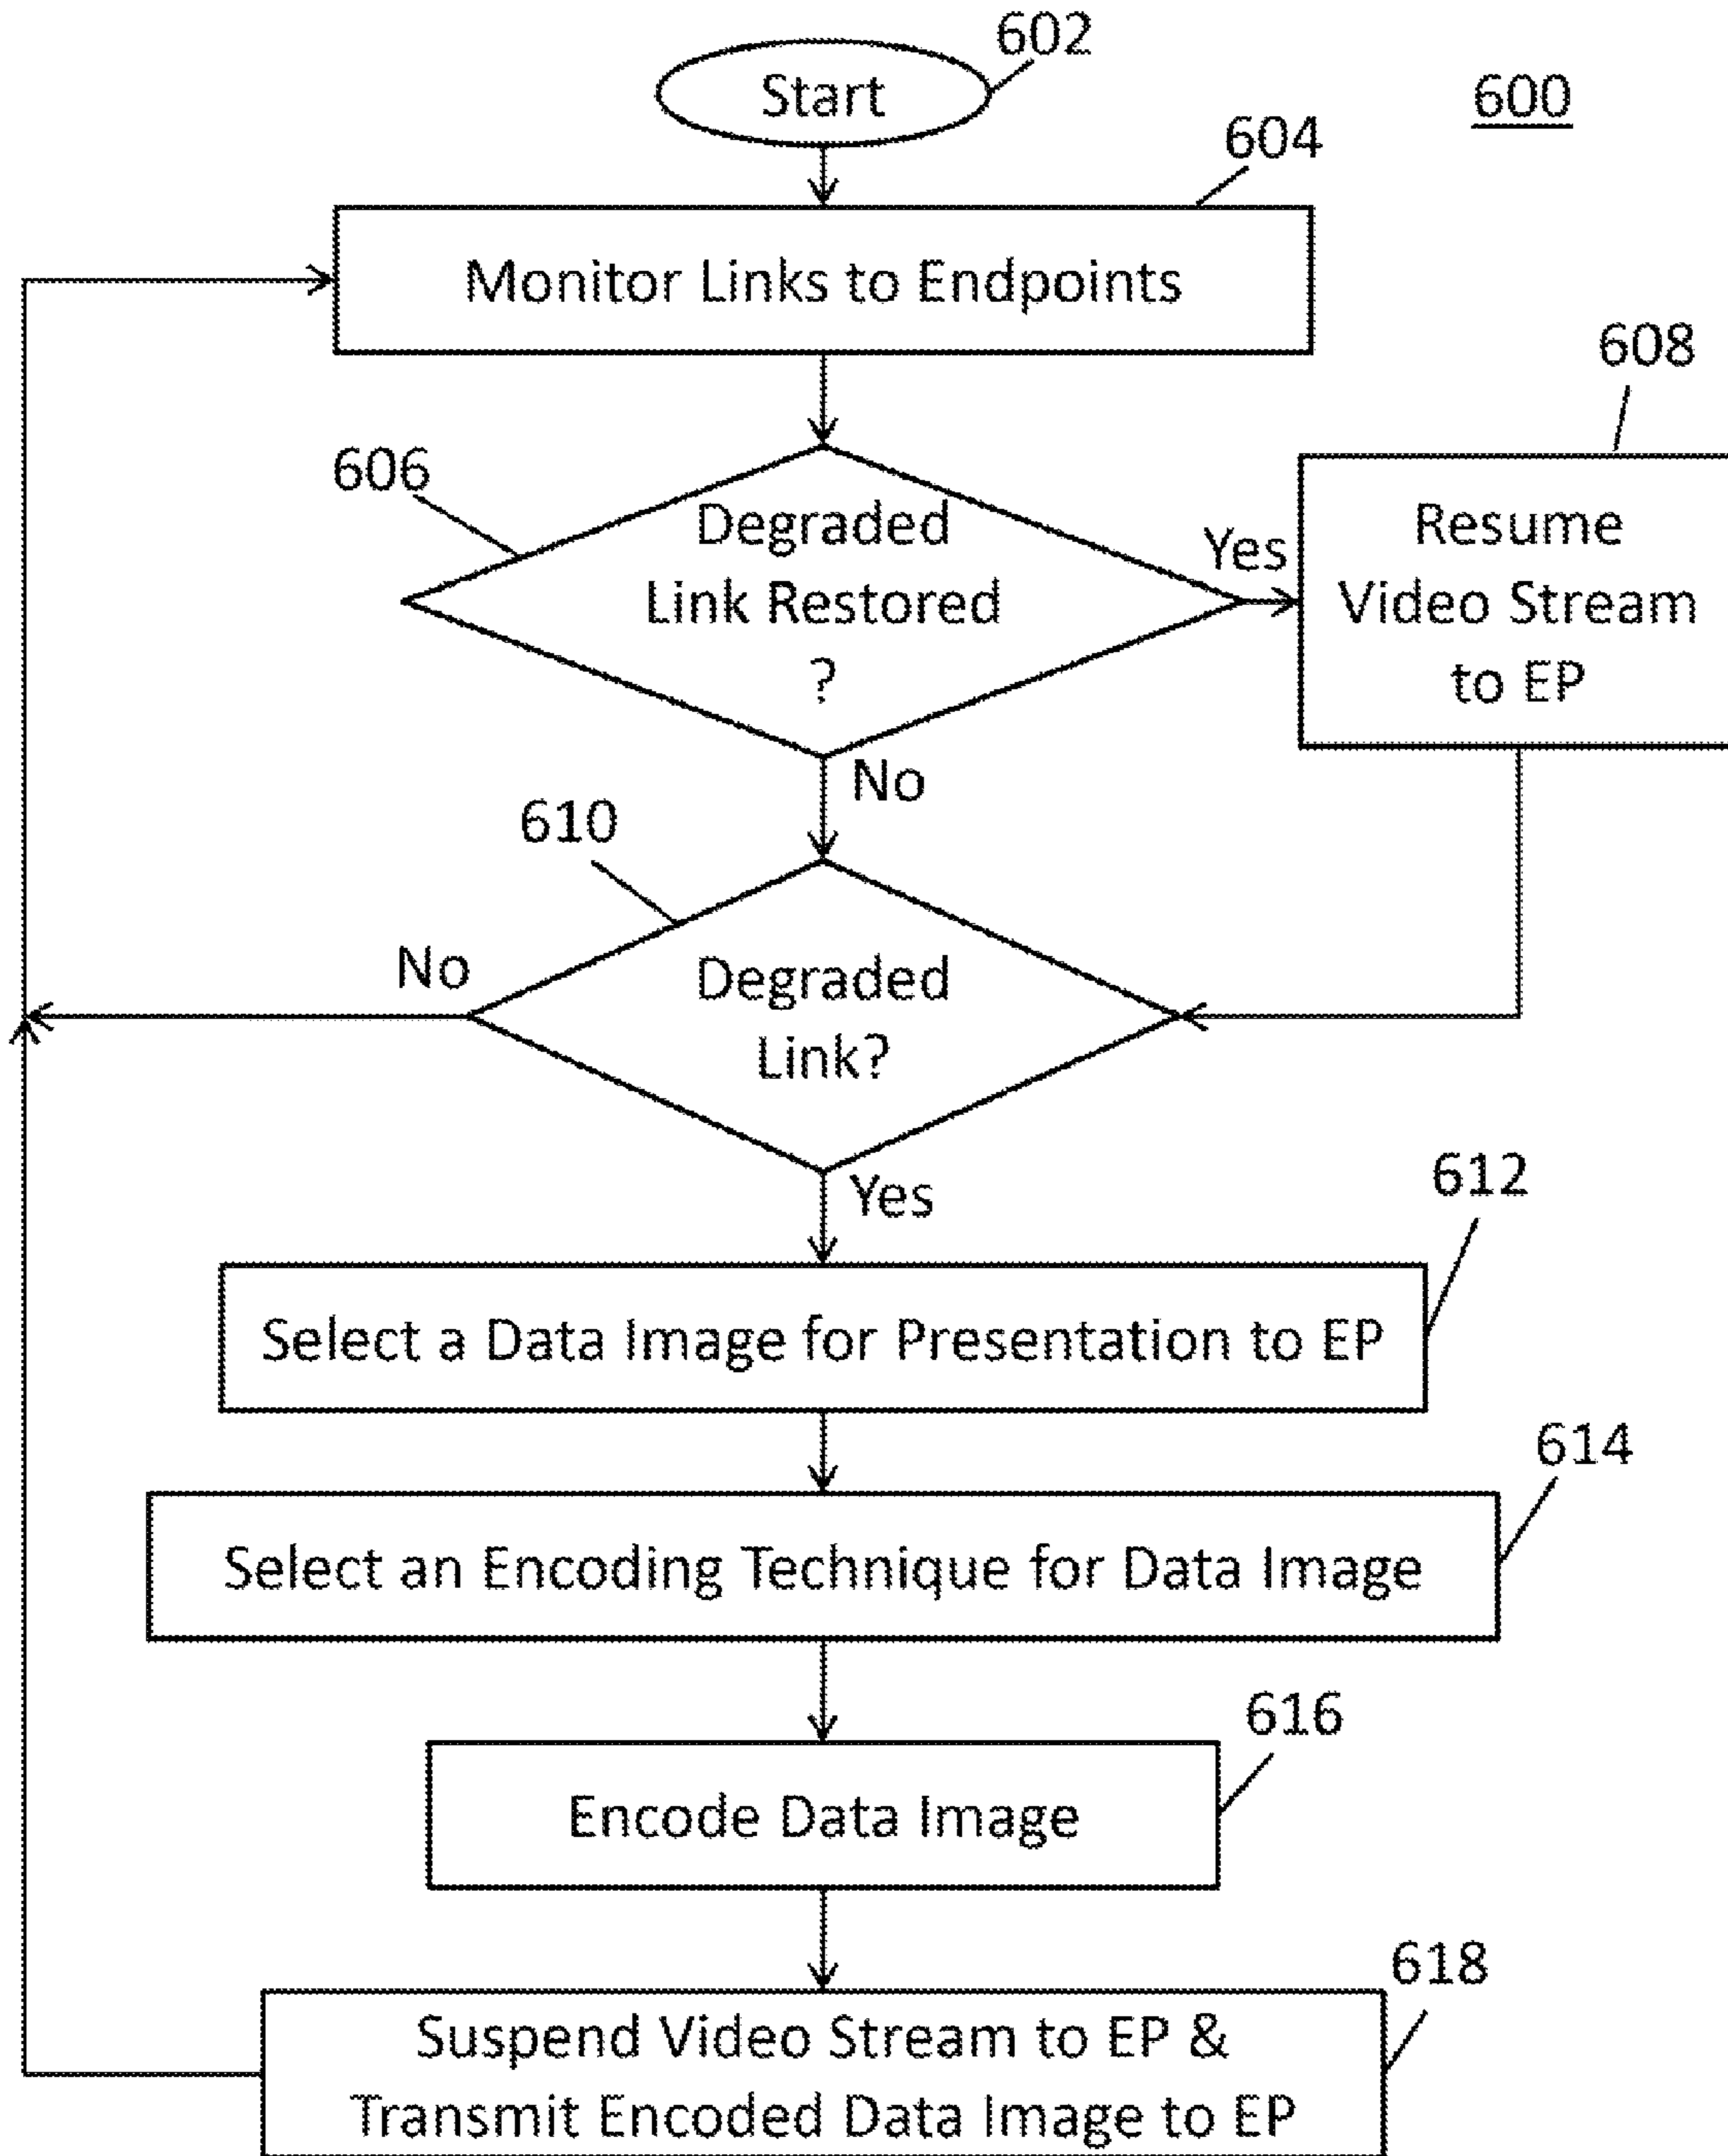 602
Start
600
604
Monitor Links to Endpoints
608
606
Degraded
Link Restored
?
Yes
Resume
Video Stream
to EP
No
610
No
Degraded
Link?
Yes
612
Select a Data Image for Presentation to EP
614
Select an Encoding Technique for Data Image
616
Encode Data Image
618
Suspend Video Stream to EP &
Transmit Encoded Data Image to EP